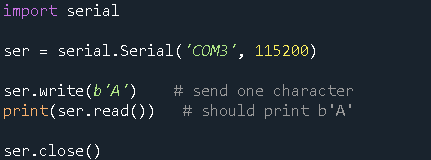 import serial
ser = serial.Serial('COM3', 115200)
ser.write(b'A')    # send one character
print(ser.read())   # should print b'A'
ser.close()